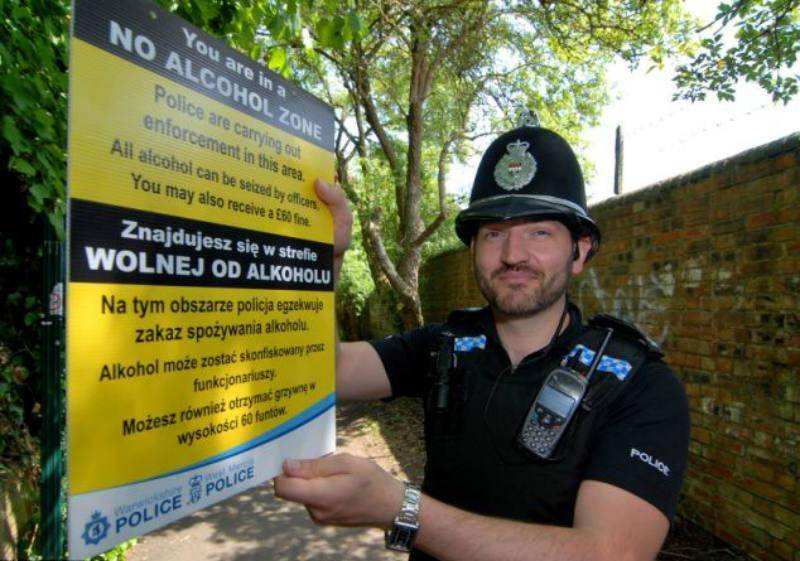 You are in a
NO ALCOHOL ZONE
Police are carrying out
enforcement in this area.
All alcohol can be seized by officers.
You may also receive a £60 fine.
Znajdujesz się w strefie
WOLNEJ OD ALKOHOLU
Na tym obszarze policja egzekwuje
zakaz spożywania alkoholu.
Alkohol może zostać skonfiskowany przez
funkcjonariuszy.
Możesz również otrzymać grzywnę w
wysokości 60 funtów.
Warwickshire
POLICE
West Mercia
POLICE
POLICE